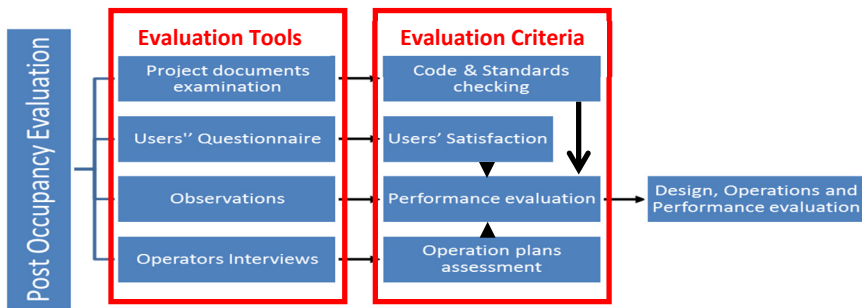 Post Occupancy Evaluation
Evaluation Tools
Project documents
examination
Users'' Questionnaire
Observations
Operators Interviews
Evaluation Criteria
Code & Standards
checking
Users' Satisfaction
Performance evaluation
Operation plans
assessment
Design, Operations and
Performance evaluation